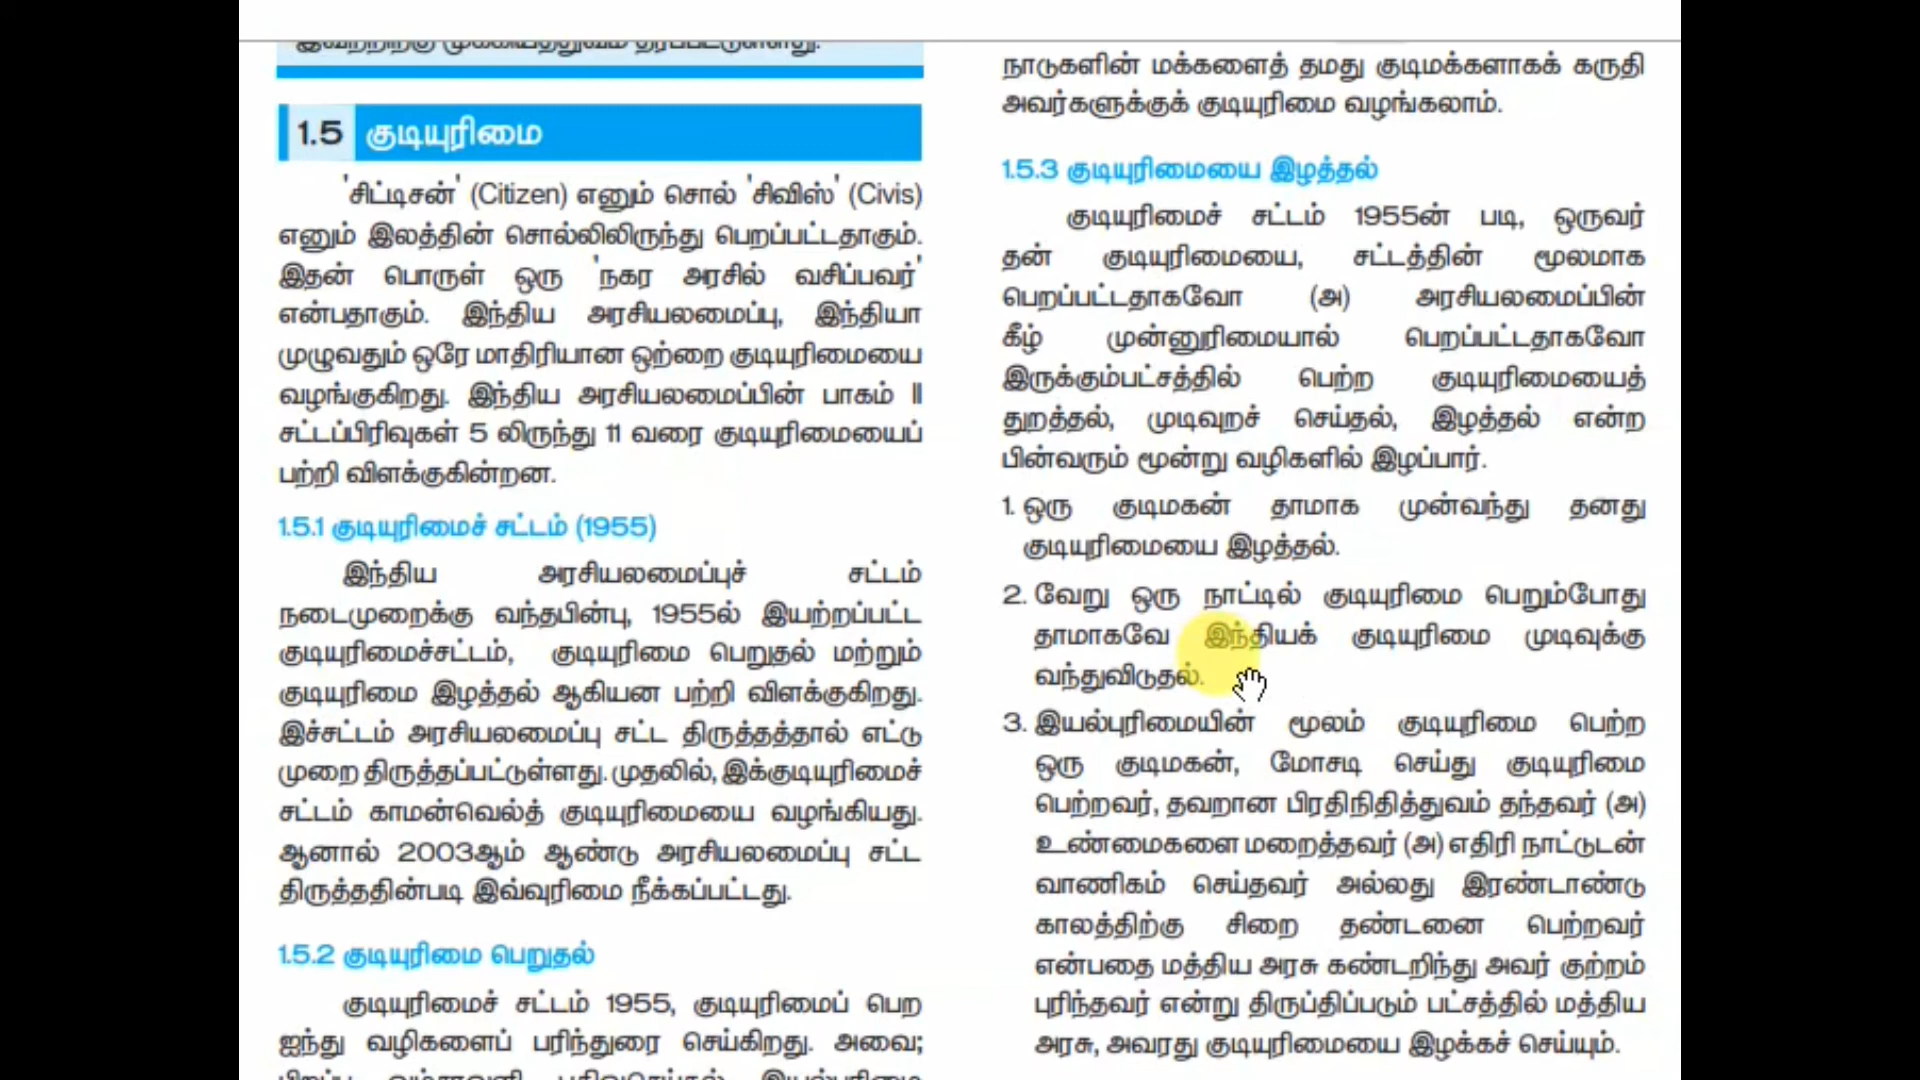 1.5 குடியுரிமை
'சிட்டிசன்' (Citizen) எனும் சொல் 'சிவிஸ்' (Civis)
எனும் இலத்தின் சொல்லிலிருந்து பெறப்பட்டதாகும்.
இதன் பொருள் ஒரு 'நகர அரசில் வசிப்பவர்'
என்பதாகும். இந்திய அரசியலமைப்பு, இந்தியா
முழுவதும் ஒரே மாதிரியான ஒற்றை குடியுரிமையை
வழங்குகிறது. இந்திய அரசியலமைப்பின் பாகம் II
சட்டப்பிரிவுகள் 5 லிருந்து 11 வரை குடியுரிமையைப்
பற்றி விளக்குகின்றன.
1.5.1 குடியுரிமைச் சட்டம் (1955)
இந்திய அரசியலமைப்புச் சட்டம்
நடைமுறைக்கு வந்தபின்பு, 1955ல் இயற்றப்பட்ட
குடியுரிமைச்சட்டம், குடியுரிமை பெறுதல் மற்றும்
குடியுரிமை இழத்தல் ஆகியன பற்றி விளக்குகிறது.
இச்சட்டம் அரசியலமைப்பு சட்ட திருத்தத்தால் எட்டு
முறை திருத்தப்பட்டுள்ளது. முதலில், இக்குடியுரிமைச்
சட்டம் காமன்வெல்த் குடியுரிமையை வழங்கியது.
ஆனால் 2003ஆம் ஆண்டு அரசியலமைப்பு சட்ட
திருத்ததின்படி இவ்வுரிமை நீக்கப்பட்டது.
1.5.2 குடியுரிமை பெறுதல்
குடியுரிமைச் சட்டம் 1955, குடியுரிமைப் பெற
ஐந்து வழிகளைப் பரிந்துரை செய்கிறது. அவை;
நாடுகளின் மக்களைத் தமது குடிமக்களாகக் கருதி
அவர்களுக்குக் குடியுரிமை வழங்கலாம்.
1.5.3 குடியுரிமையை இழத்தல்
குடியுரிமைச் சட்டம் 1955ன் படி, ஒருவர்
தன் குடியுரிமையை, சட்டத்தின் மூலமாக
பெறப்பட்டதாகவோ (அ) அரசியலமைப்பின்
கீழ் முன்னுரிமையால் பெறப்பட்டதாகவோ
இருக்கும்பட்சத்தில் பெற்ற குடியுரிமையைத்
துறத்தல், முடிவுறச் செய்தல், இழத்தல் என்ற
பின்வரும் மூன்று வழிகளில் இழப்பார்.
1. ஒரு குடிமகன் தாமாக முன்வந்து தனது
குடியுரிமையை இழத்தல்.
2. வேறு ஒரு நாட்டில் குடியுரிமை பெறும்போது
தாமாகவே இந்தியக் குடியுரிமை முடிவுக்கு
வந்துவிடுதல்.
3. இயல்புரிமையின் மூலம் குடியுரிமை பெற்ற
ஒரு குடிமகன், மோசடி செய்து குடியுரிமை
பெற்றவர், தவறான பிரதிநிதித்துவம் தந்தவர் (அ)
உண்மைகளை மறைத்தவர் (அ) எதிரி நாட்டுடன்
வாணிகம் செய்தவர் அல்லது இரண்டாண்டு
காலத்திற்கு சிறை தண்டனை பெற்றவர்
என்பதை மத்திய அரசு கண்டறிந்து அவர் குற்றம்
புரிந்தவர் என்று திருப்திப்படும் பட்சத்தில் மத்திய
அரசு, அவரது குடியுரிமையை இழக்கச் செய்யும்.